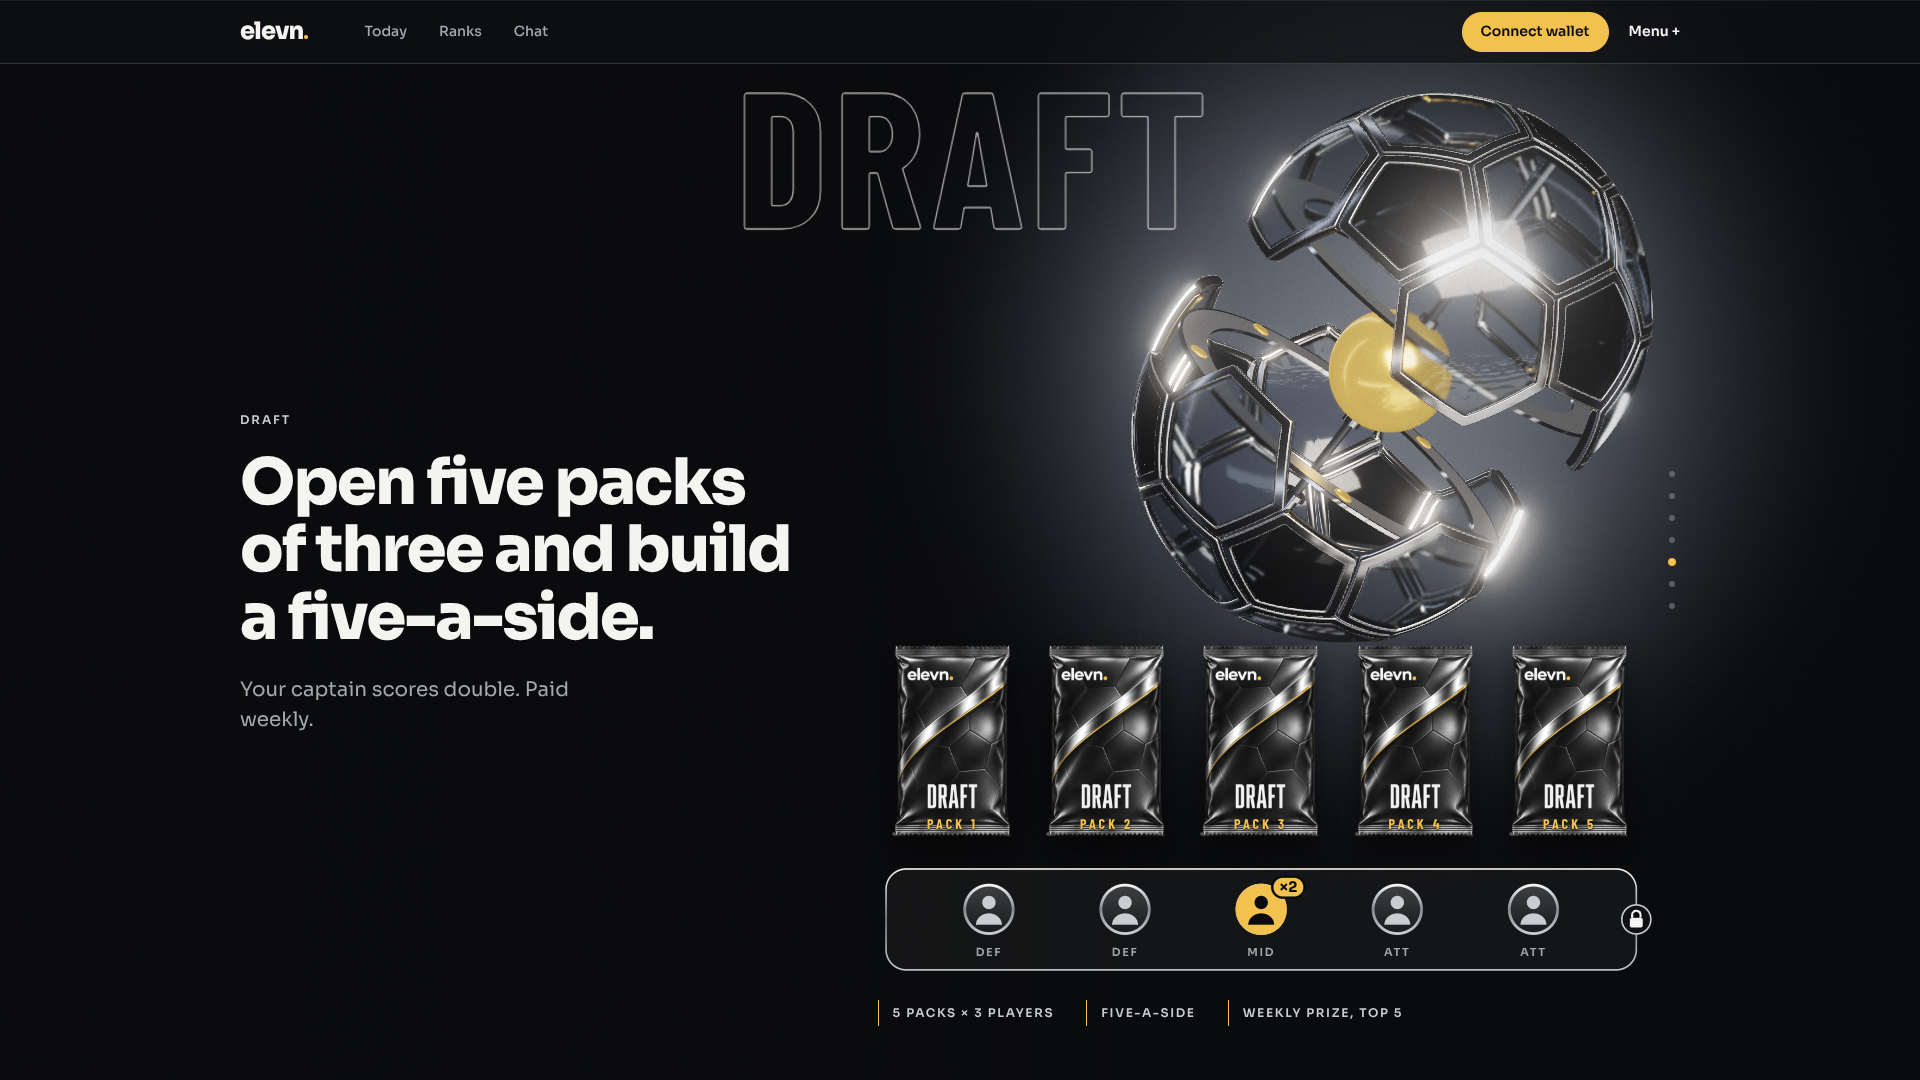 elevn.
Today
Ranks
Chat
Connect wallet
Menu +
DRAFT
DRAFT
Open five packs
of three and build
a five-a-side.
Your captain scores double. Paid
weekly.
elevn.
DRAFT
PACK 1
elevn.
DRAFT
PACK 2
elevn.
DRAFT
PACK 3
elevn.
DRAFT
PACK 4
elevn.
DRAFT
PACK 5
×2
DEF
DEF
MID
ATT
ATT
5 PACKS × 3 PLAYERS
FIVE-A-SIDE
WEEKLY PRIZE, TOP 5